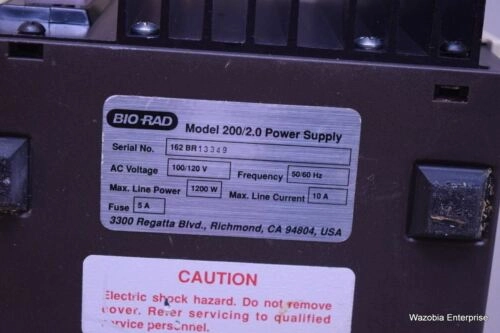 BIO-RAD Model 200/2.0 Power Supply
Serial No. 162 BR13349
AC Voltage 100/120 V Frequency 50/60 Hz
Max. Line Power 1200 W Max. Line Current 10 A
Fuse 5 A
3300 Regatta Blvd., Richmond, CA 94804, USA
CAUTION
Electric shock hazard. Do not remove
cover. Refer servicing to qualified
service personnel.
Wazobia Enterprise